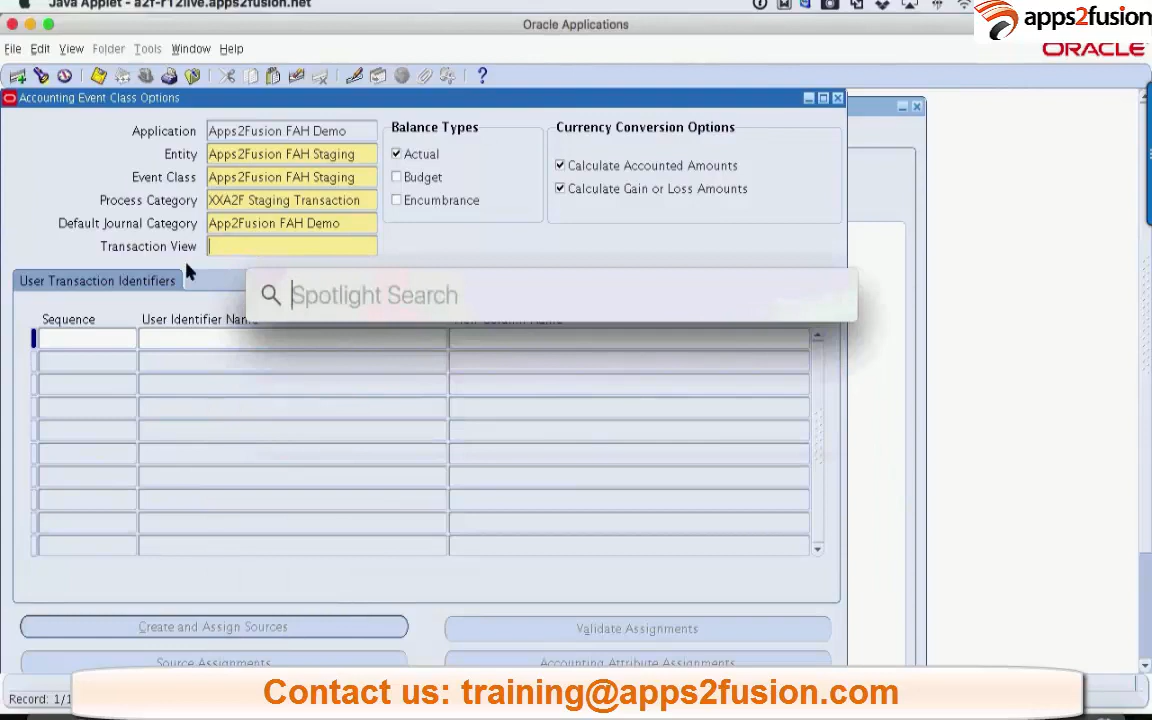 Java Applet - a2f-r12live.apps2fusion.net
Oracle Applications
apps2fusion
ORACLE
File Edit View Folder Tools Window Help
Accounting Event Class Options
Application Apps2Fusion FAH Demo
Entity Apps2Fusion FAH Staging
Event Class Apps2Fusion FAH Staging
Process Category XXA2F Staging Transaction
Default Journal Category App2Fusion FAH Demo
Transaction View
Balance Types
Actual
Budget
Encumbrance
Currency Conversion Options
Calculate Accounted Amounts
Calculate Gain or Loss Amounts
User Transaction Identifiers
Spotlight Search
Sequence User Identifier Name Column Name
Create and Assign Sources Validate Assignments
Source Assignments Accounting Attribute Assignments
Record: 1/1
Contact us: training@apps2fusion.com